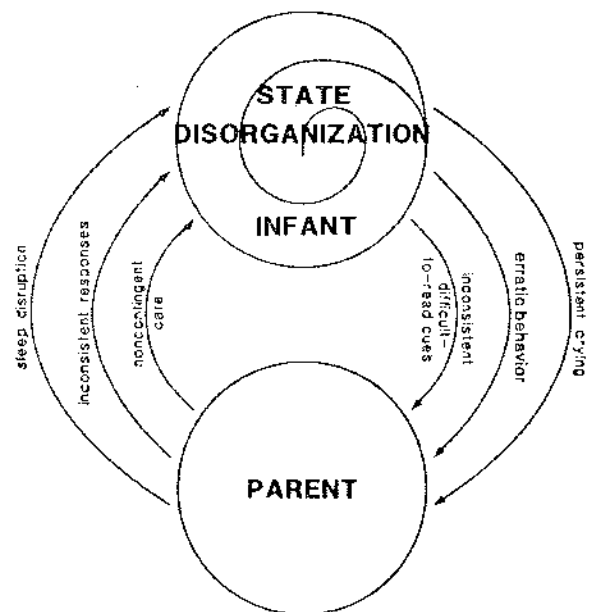 STATE
DISORGANIZATION
INFANT
sleep disruption
inconsistent responses
noncontingent
care
inconsistent
difficult-
to-read cues
erratic behavior
persistent crying
PARENT